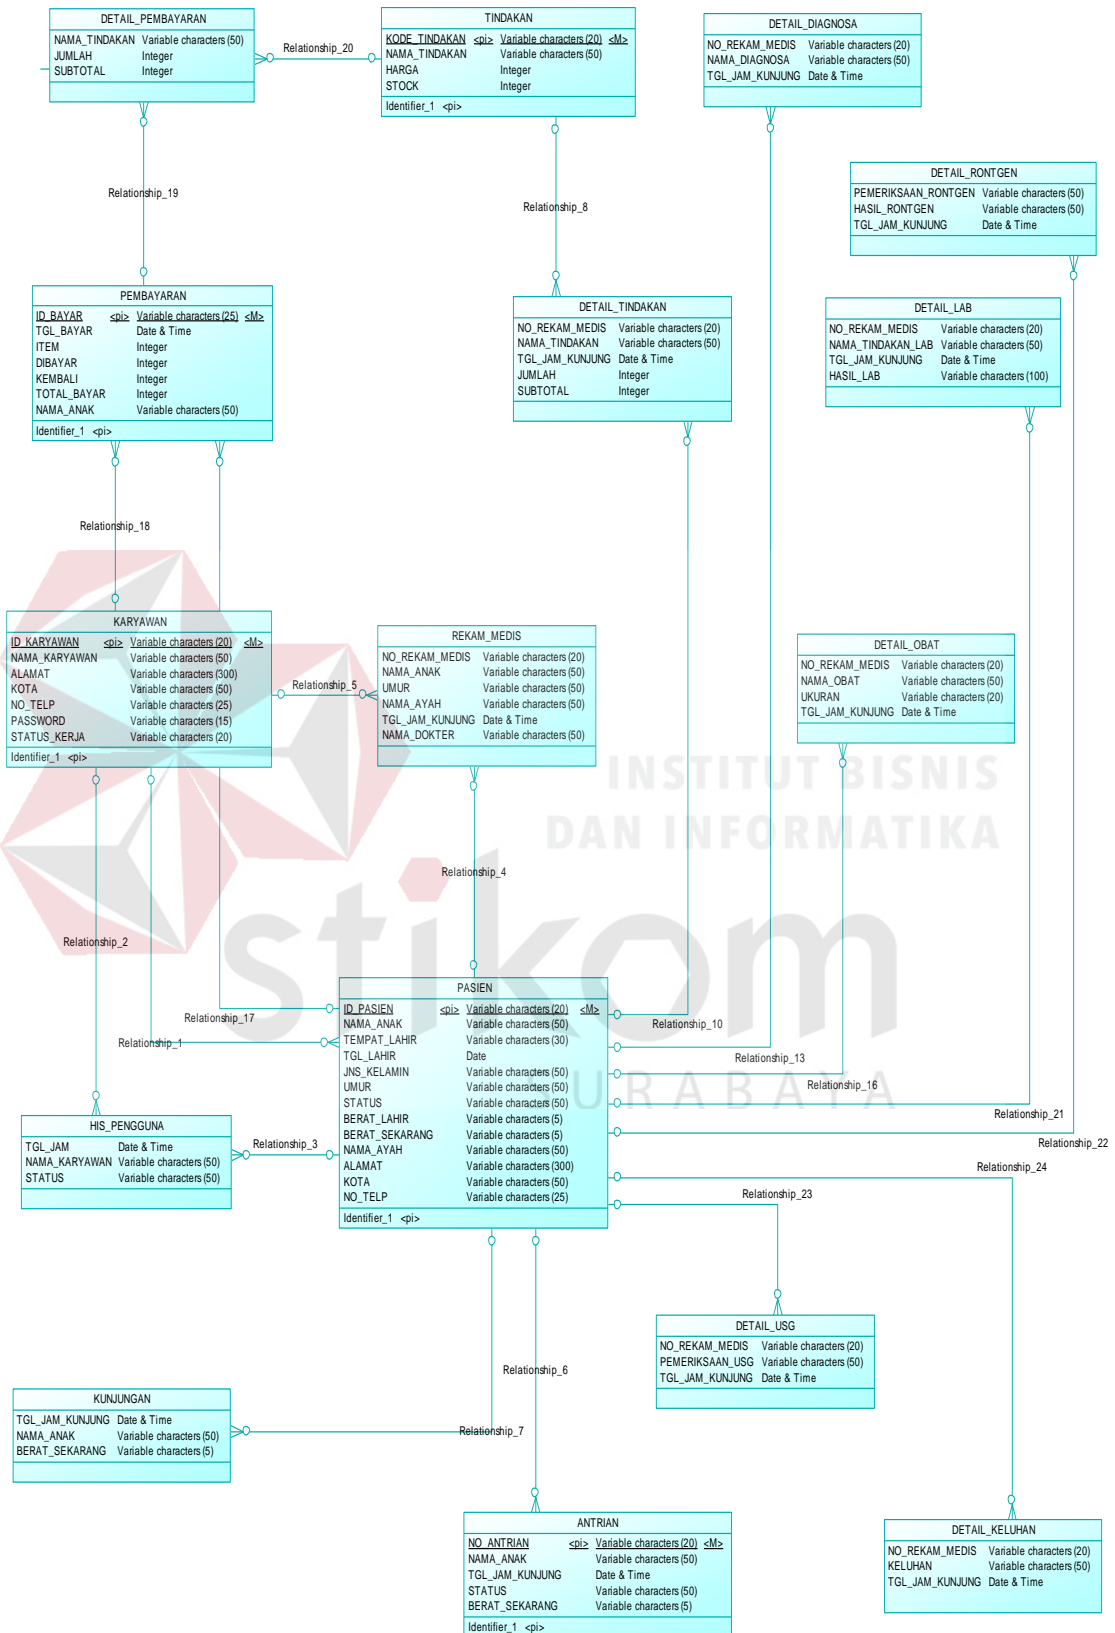 DETAIL_PEMBAYARAN
NAMA_TINDAKAN Variable characters (50)
JUMLAH Integer
SUBTOTAL Integer
Relationship_20
TINDAKAN
KODE_TINDAKAN <pi> Variable characters (20) <M>
NAMA_TINDAKAN Variable characters (50)
HARGA Integer
STOCK Integer
Identifier_1 <pi>
DETAIL_DIAGNOSA
NO_REKAM_MEDIS Variable characters (20)
NAMA_DIAGNOSA Variable characters (50)
TGL_JAM_KUNJUNG Date & Time
Relationship_19
Relationship_8
DETAIL_RONTGEN
PEMERIKSAAN_RONTGEN Variable characters (50)
HASIL_RONTGEN Variable characters (50)
TGL_JAM_KUNJUNG Date & Time
PEMBAYARAN
ID_BAYAR <pi> Variable characters (25) <M>
TGL_BAYAR Date & Time
ITEM Integer
DIBAYAR Integer
KEMBALI Integer
TOTAL_BAYAR Integer
NAMA_ANAK Variable characters (50)
Identifier_1 <pi>
DETAIL_TINDAKAN
NO_REKAM_MEDIS Variable characters (20)
NAMA_TINDAKAN Variable characters (50)
TGL_JAM_KUNJUNG Date & Time
JUMLAH Integer
SUBTOTAL Integer
DETAIL_LAB
NO_REKAM_MEDIS Variable characters (20)
NAMA_TINDAKAN_LAB Variable characters (50)
TGL_JAM_KUNJUNG Date & Time
HASIL_LAB Variable characters (100)
Relationship_18
KARYAWAN
ID_KARYAWAN <pi> Variable characters (20) <M>
NAMA_KARYAWAN Variable characters (50)
ALAMAT Variable characters (300)
KOTA Variable characters (50)
NO_TELP Variable characters (25)
PASSWORD Variable characters (15)
STATUS_KERJA Variable characters (20)
Identifier_1 <pi>
Relationship_5
REKAM_MEDIS
NO_REKAM_MEDIS Variable characters (20)
NAMA_ANAK Variable characters (50)
UMUR Variable characters (50)
NAMA_AYAH Variable characters (50)
TGL_JAM_KUNJUNG Date & Time
NAMA_DOKTER Variable characters (50)
DETAIL_OBAT
NO_REKAM_MEDIS Variable characters (20)
NAMA_OBAT Variable characters (50)
UKURAN Variable characters (20)
TGL_JAM_KUNJUNG Date & Time
INSTITUT BISNIS
DAN INFORMATIKA
stikom
SURABAYA
Relationship_4
Relationship_2
Relationship_17
Relationship_1
PASIEN
ID_PASIEN <pi> Variable characters (20) <M>
NAMA_ANAK Variable characters (50)
TEMPAT_LAHIR Variable characters (30)
TGL_LAHIR Date
JNS_KELAMIN Variable characters (50)
UMUR Variable characters (50)
STATUS Variable characters (50)
BERAT_LAHIR Variable characters (5)
BERAT_SEKARANG Variable characters (5)
NAMA_AYAH Variable characters (50)
ALAMAT Variable characters (300)
KOTA Variable characters (50)
NO_TELP Variable characters (25)
Identifier_1 <pi>
Relationship_10
Relationship_13
Relationship_16
Relationship_21
Relationship_22
Relationship_24
Relationship_23
HIS_PENGGUNA
TGL_JAM Date & Time
NAMA_KARYAWAN Variable characters (50)
STATUS Variable characters (50)
Relationship_3
DETAIL_USG
NO_REKAM_MEDIS Variable characters (20)
PEMERIKSAAN_USG Variable characters (50)
TGL_JAM_KUNJUNG Date & Time
Relationship_6
KUNJUNGAN
TGL_JAM_KUNJUNG Date & Time
NAMA_ANAK Variable characters (50)
BERAT_SEKARANG Variable characters (5)
Relationship_7
ANTRIAN
NO_ANTRIAN <pi> Variable characters (20) <M>
NAMA_ANAK Variable characters (50)
TGL_JAM_KUNJUNG Date & Time
STATUS Variable characters (50)
BERAT_SEKARANG Variable characters (5)
Identifier_1 <pi>
DETAIL_KELUHAN
NO_REKAM_MEDIS Variable characters (20)
KELUHAN Variable characters (50)
TGL_JAM_KUNJUNG Date & Time